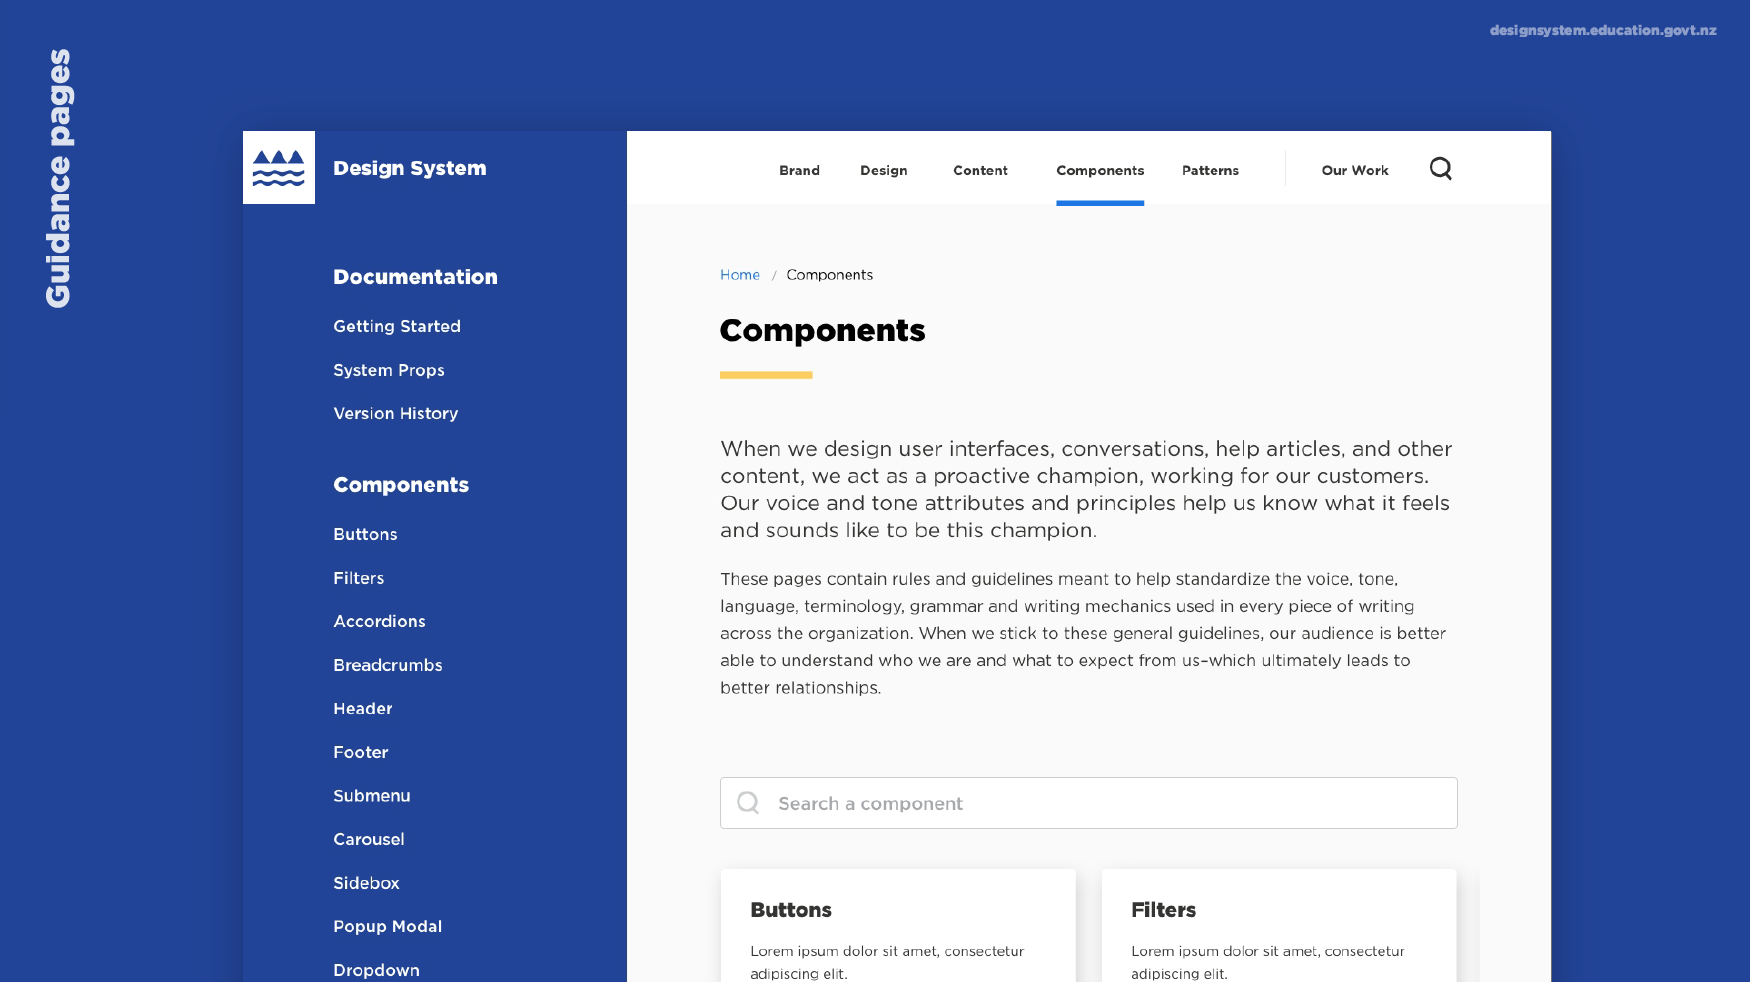 designsystem.education.govt.nz
Guidance pages
Design System
Brand
Design
Content
Components
Patterns
Our Work
Documentation
Getting Started
System Props
Version History
Components
Buttons
Filters
Accordions
Breadcrumbs
Header
Footer
Submenu
Carousel
Sidebox
Popup Modal
Dropdown
Home / Components
Components
When we design user interfaces, conversations, help articles, and other
content, we act as a proactive champion, working for our customers.
Our voice and tone attributes and principles help us know what it feels
and sounds like to be this champion.
These pages contain rules and guidelines meant to help standardize the voice, tone,
language, terminology, grammar and writing mechanics used in every piece of writing
across the organization. When we stick to these general guidelines, our audience is better
able to understand who we are and what to expect from us–which ultimately leads to
better relationships.
Search a component
Buttons
Lorem ipsum dolor sit amet, consectetur
adipiscing elit.
Filters
Lorem ipsum dolor sit amet, consectetur
adipiscing elit.